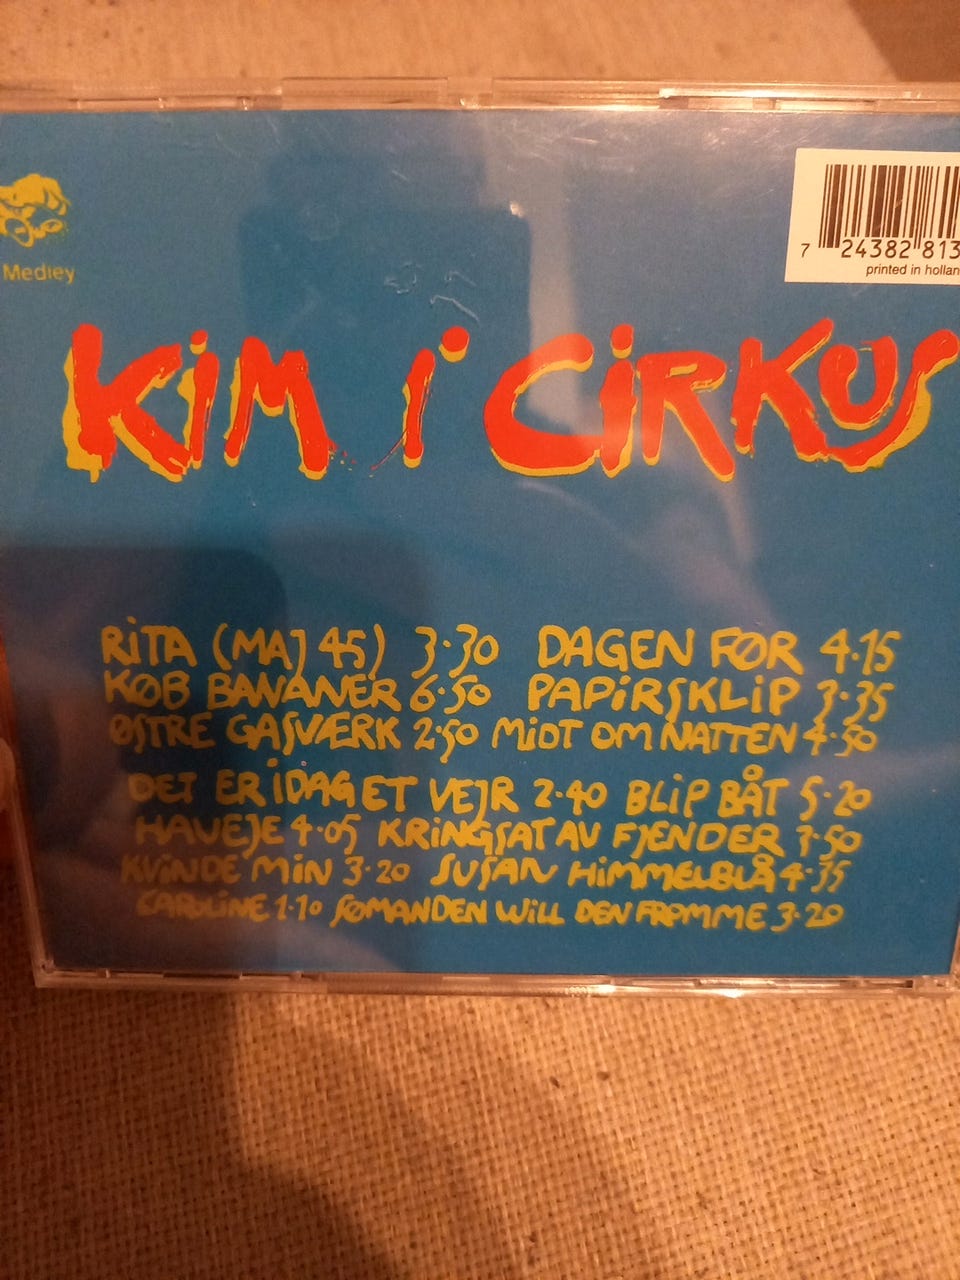 Medley
7 24382 813
printed in hollan
KiM i CiRKUS
RiTA (MAJ 45) 3·30 DAGEN FØR 4·15
KØB BANANER 6·50 PAPiRSKLiP 3·35
ØSTRE GASVÆRK 2·50 MiDT OM NATTEN 4·50
DET ER i DAG ET VEJR 2·40 BLiP BÅT 5·20
HAVEJE 4·05 KRiNGSAT AV FJENDER 3·50
KViNDE MiN 3·20 SUSAN HiMMELBLÅ 4·35
CAROLiNE 1·10 SØMANDEN WiLL DEN FROMME 3·20